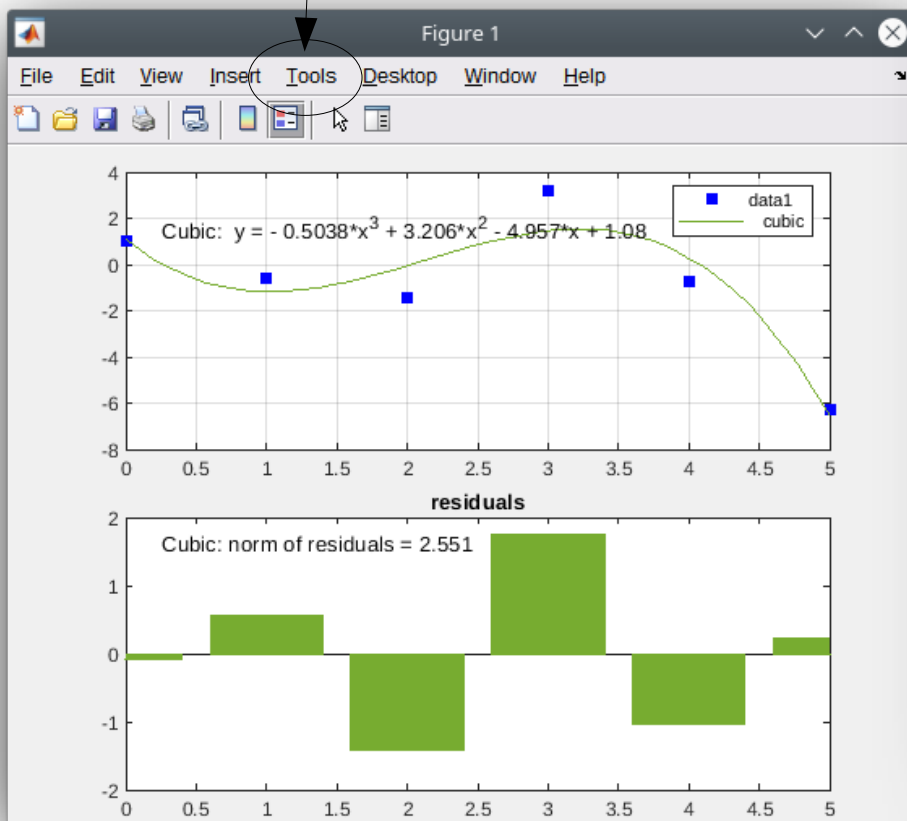 Figure 1
File Edit View Insert Tools Desktop Window Help
4
2
0
-2
-4
-6
-8
Cubic: y = - 0.5038*x^3 + 3.206*x^2 - 4.957*x + 1.08
data1
cubic
0 0.5 1 1.5 2 2.5 3 3.5 4 4.5 5
residuals
2
1
0
-1
-2
Cubic: norm of residuals = 2.551
0 0.5 1 1.5 2 2.5 3 3.5 4 4.5 5